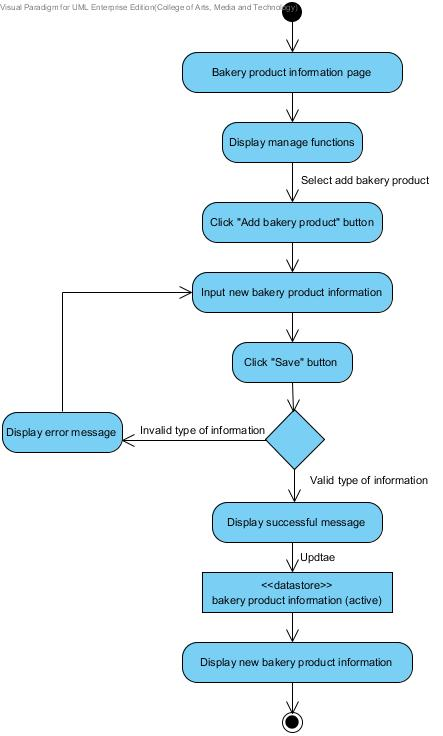 Visual Paradigm for UML Enterprise Edition(College of Arts, Media and Technology)
Bakery product information page
Display manage functions
Select add bakery product
Click "Add bakery product" button
Input new bakery product information
Click "Save" button
Display error message
Invalid type of information
Valid type of information
Display successful message
Updtae
<<datastore>>
bakery product information (active)
Display new bakery product information